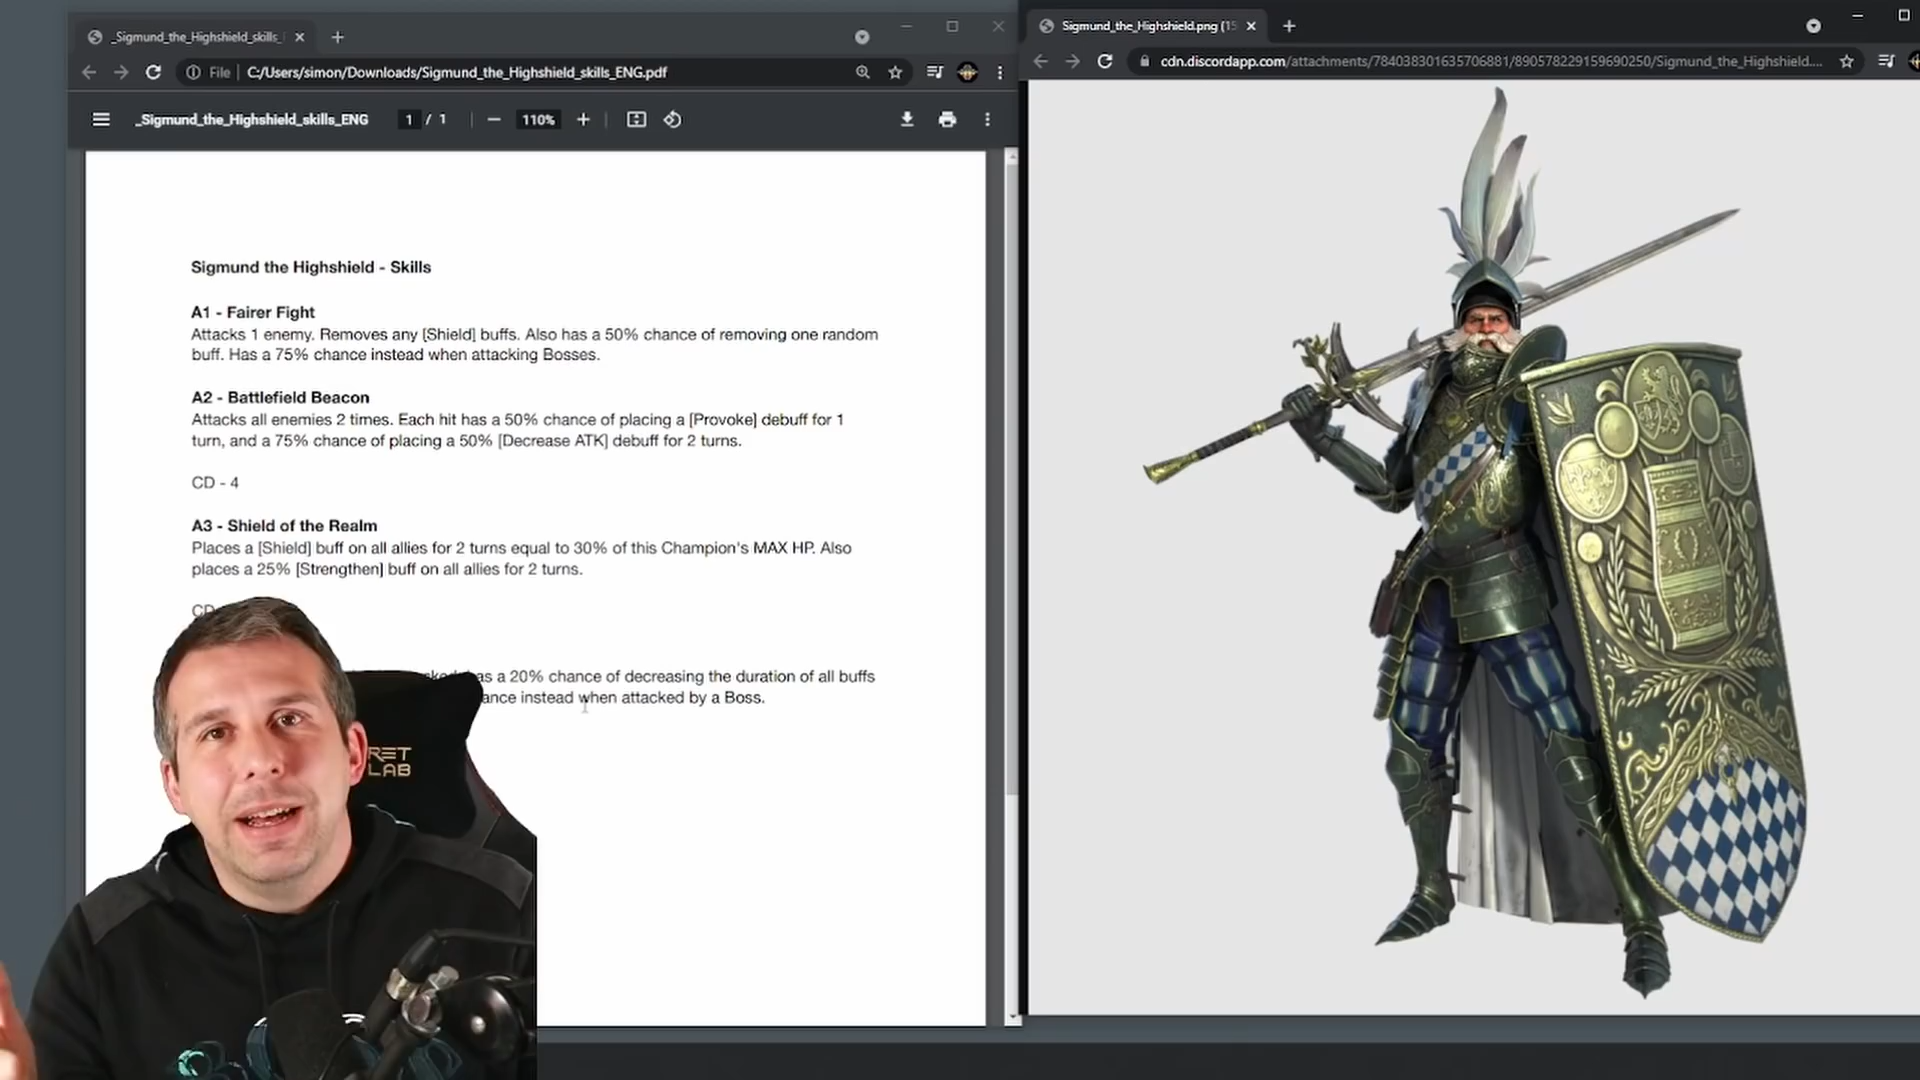 _Sigmund_the_Highshield_skills_
File
C:/Users/simon/Downloads/Sigmund_the_Highshield_skills_ENG.pdf
_Sigmund_the_Highshield_skills_ENG
1 / 1
110%
Sigmund the Highshield - Skills
A1 - Fairer Fight
Attacks 1 enemy. Removes any [Shield] buffs. Also has a 50% chance of removing one random
buff. Has a 75% chance instead when attacking Bosses.
A2 - Battlefield Beacon
Attacks all enemies 2 times. Each hit has a 50% chance of placing a [Provoke] debuff for 1
turn, and a 75% chance of placing a 50% [Decrease ATK] debuff for 2 turns.
CD - 4
A3 - Shield of the Realm
Places a [Shield] buff on all allies for 2 turns equal to 30% of this Champion's MAX HP. Also
places a 25% [Strengthen] buff on all allies for 2 turns.
CD
a 20% chance of decreasing the duration of all buffs
instead when attacked by a Boss.
LAB
Sigmund_the_Highshield.png (15
cdn.discordapp.com/attachments/784038301635706881/890578229159690250/Sigmund_the_Highshield....